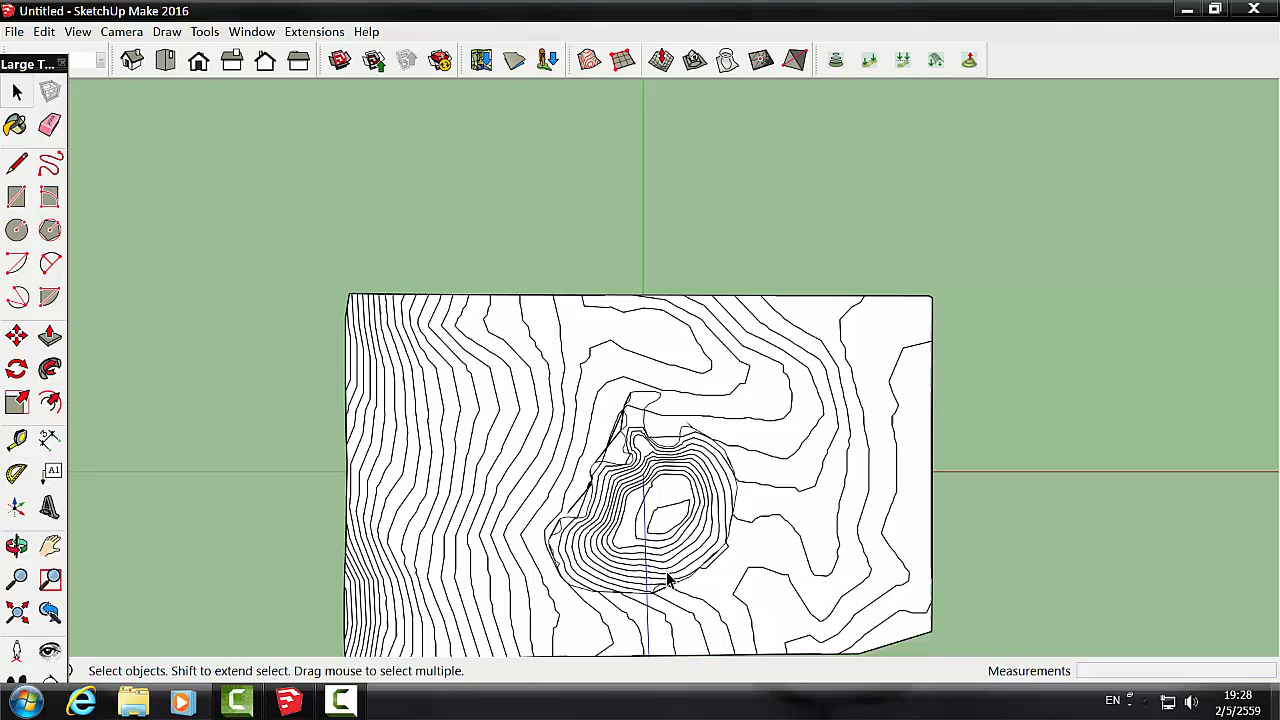 Untitled - SketchUp Make 2016
File Edit View Camera Draw Tools Window Extensions Help
Large T...
A1
Select objects. Shift to extend select. Drag mouse to select multiple.
Measurements
EN
19:28
2/5/2559